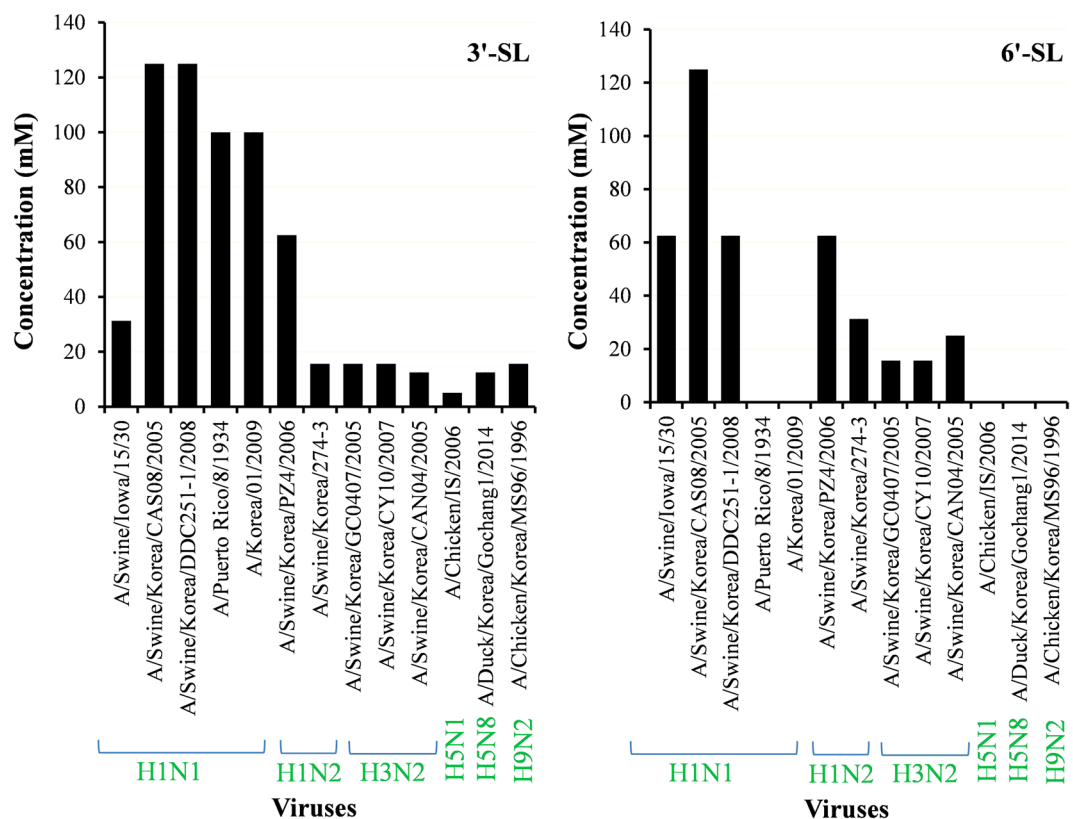 3'-SL
Concentration (mM)
140
120
100
80
60
40
20
0
A/Swine/Iowa/15/30
A/Swine/Korea/CAS08/2005
A/Swine/Korea/DDC251-1/2008
A/Puerto Rico/8/1934
A/Korea/01/2009
A/Swine/Korea/PZ4/2006
A/Swine/Korea/274-3
A/Swine/Korea/GC0407/2005
A/Swine/Korea/CY10/2007
A/Swine/Korea/CAN04/2005
A/Chicken/IS/2006
A/Duck/Korea/Gochang1/2014
A/Chicken/Korea/MS96/1996
H1N1
H1N2
H3N2
H5N1
H5N8
H9N2
Viruses
6'-SL
Concentration (mM)
140
120
100
80
60
40
20
0
A/Swine/Iowa/15/30
A/Swine/Korea/CAS08/2005
A/Swine/Korea/DDC251-1/2008
A/Puerto Rico/8/1934
A/Korea/01/2009
A/Swine/Korea/PZ4/2006
A/Swine/Korea/274-3
A/Swine/Korea/GC0407/2005
A/Swine/Korea/CY10/2007
A/Swine/Korea/CAN04/2005
A/Chicken/IS/2006
A/Duck/Korea/Gochang1/2014
A/Chicken/Korea/MS96/1996
H1N1
H1N2
H3N2
H5N1
H5N8
H9N2
Viruses